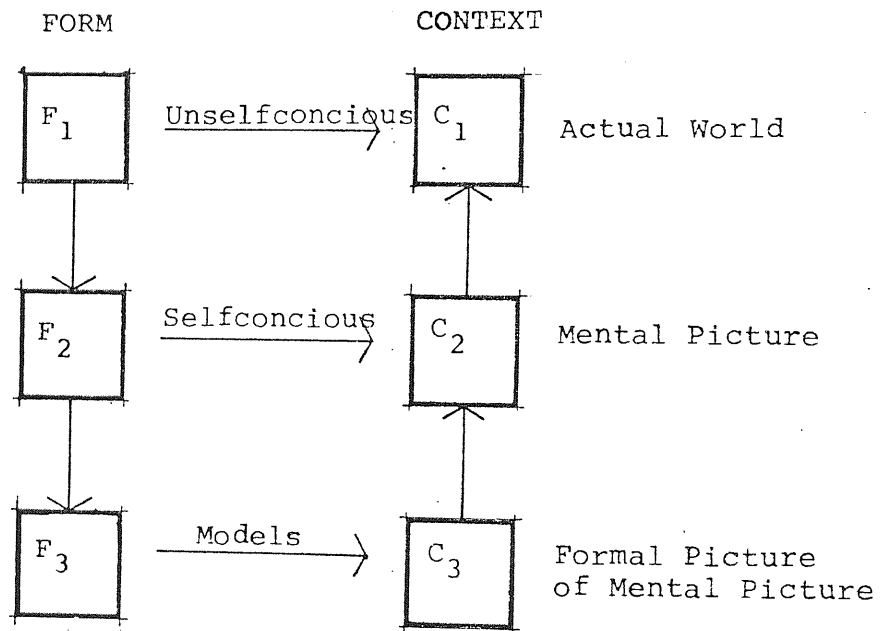 FORM CONTEXT
F1 Unselfconcious C1 Actual World
F2 Selfconcious C2 Mental Picture
F3 Models C3 Formal Picture
of Mental Picture